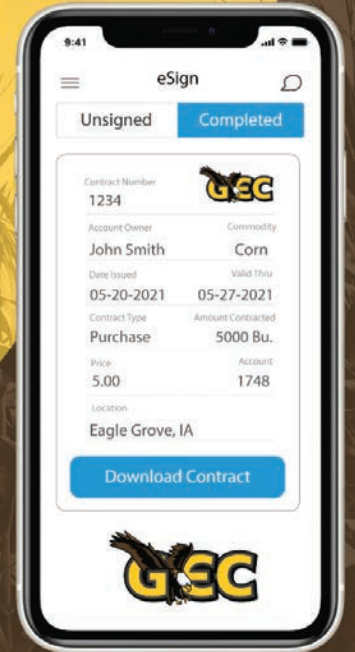 9:41
eSign
Unsigned Completed
Contract Number
1234
GEC
Account Owner Commodity
John Smith Corn
Date Issued Valid Thru
05-20-2021 05-27-2021
Contract Type Amount Contracted
Purchase 5000 Bu.
Price Account
5.00 1748
Location
Eagle Grove, IA
Download Contract
GEC